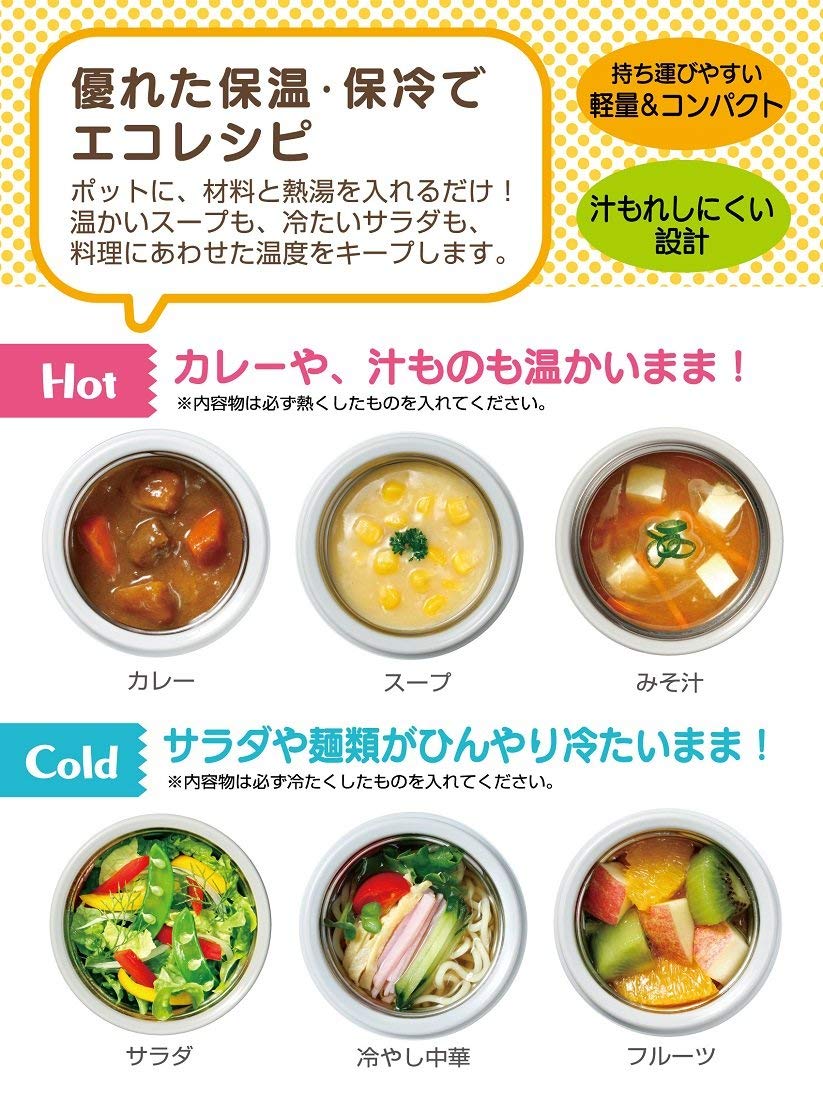 優れた保温・保冷で
エコレシピ
ポットに、材料と熱湯を入れるだけ！
温かいスープも、冷たいサラダも、
料理にあわせた温度をキープします。
持ち運びやすい
軽量&コンパクト
汁もれしにくい
設計
Hot
カレーや、汁ものも温かいまま！
※内容物は必ず熱くしたものを入れてください。
カレー
スープ
みそ汁
Cold
サラダや麺類がひんやり冷たいまま！
※内容物は必ず冷たくしたものを入れてください。
サラダ
冷やし中華
フルーツ